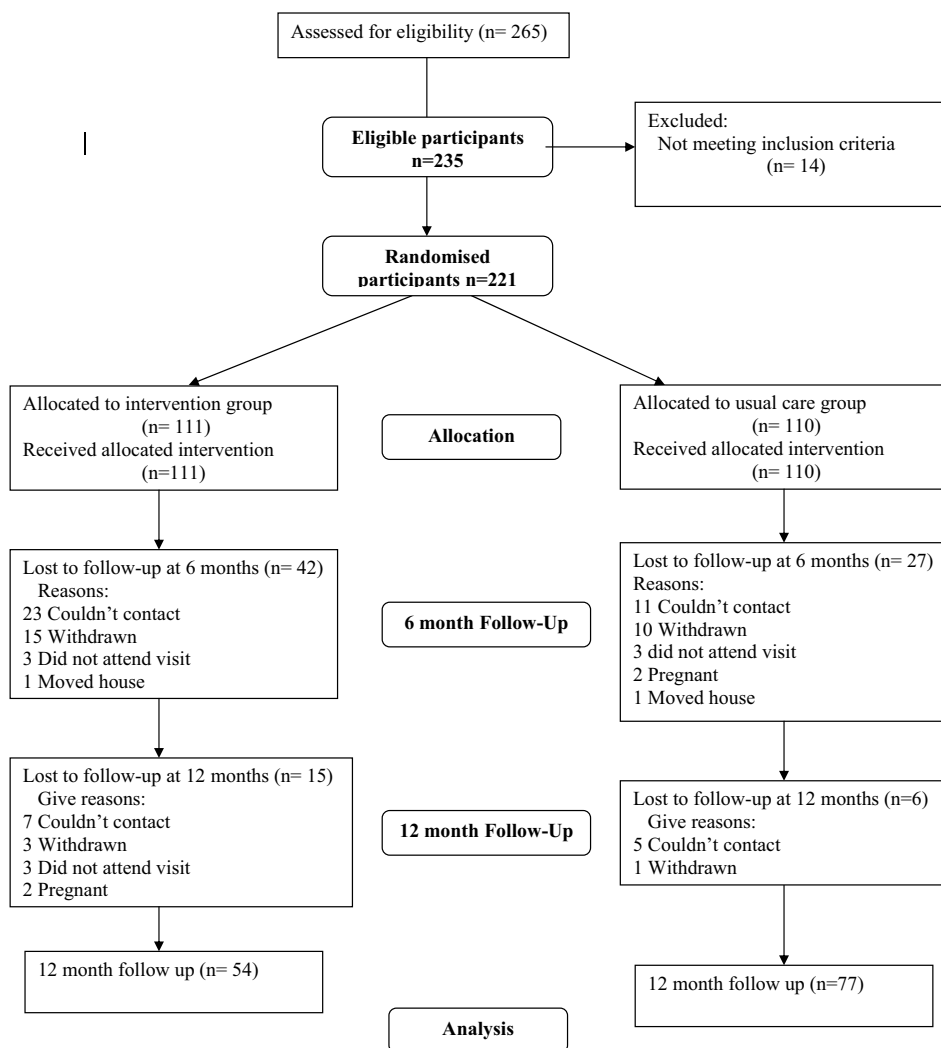 Assessed for eligibility (n= 265)
Eligible participants
n=235
Excluded:
Not meeting inclusion criteria
(n= 14)
Randomised
participants n=221
Allocated to intervention group
(n= 111)
Received allocated intervention
(n=111)
Allocation
Allocated to usual care group
(n= 110)
Received allocated intervention
(n= 110)
Lost to follow-up at 6 months (n= 42)
Reasons:
23 Couldn’t contact
15 Withdrawn
3 Did not attend visit
1 Moved house
6 month Follow-Up
Lost to follow-up at 6 months (n= 27)
Reasons:
11 Couldn’t contact
10 Withdrawn
3 did not attend visit
2 Pregnant
1 Moved house
Lost to follow-up at 12 months (n= 15)
Give reasons:
7 Couldn’t contact
3 Withdrawn
3 Did not attend visit
2 Pregnant
12 month Follow-Up
Lost to follow-up at 12 months (n=6)
Give reasons:
5 Couldn’t contact
1 Withdrawn
12 month follow up (n= 54)
12 month follow up (n=77)
Analysis